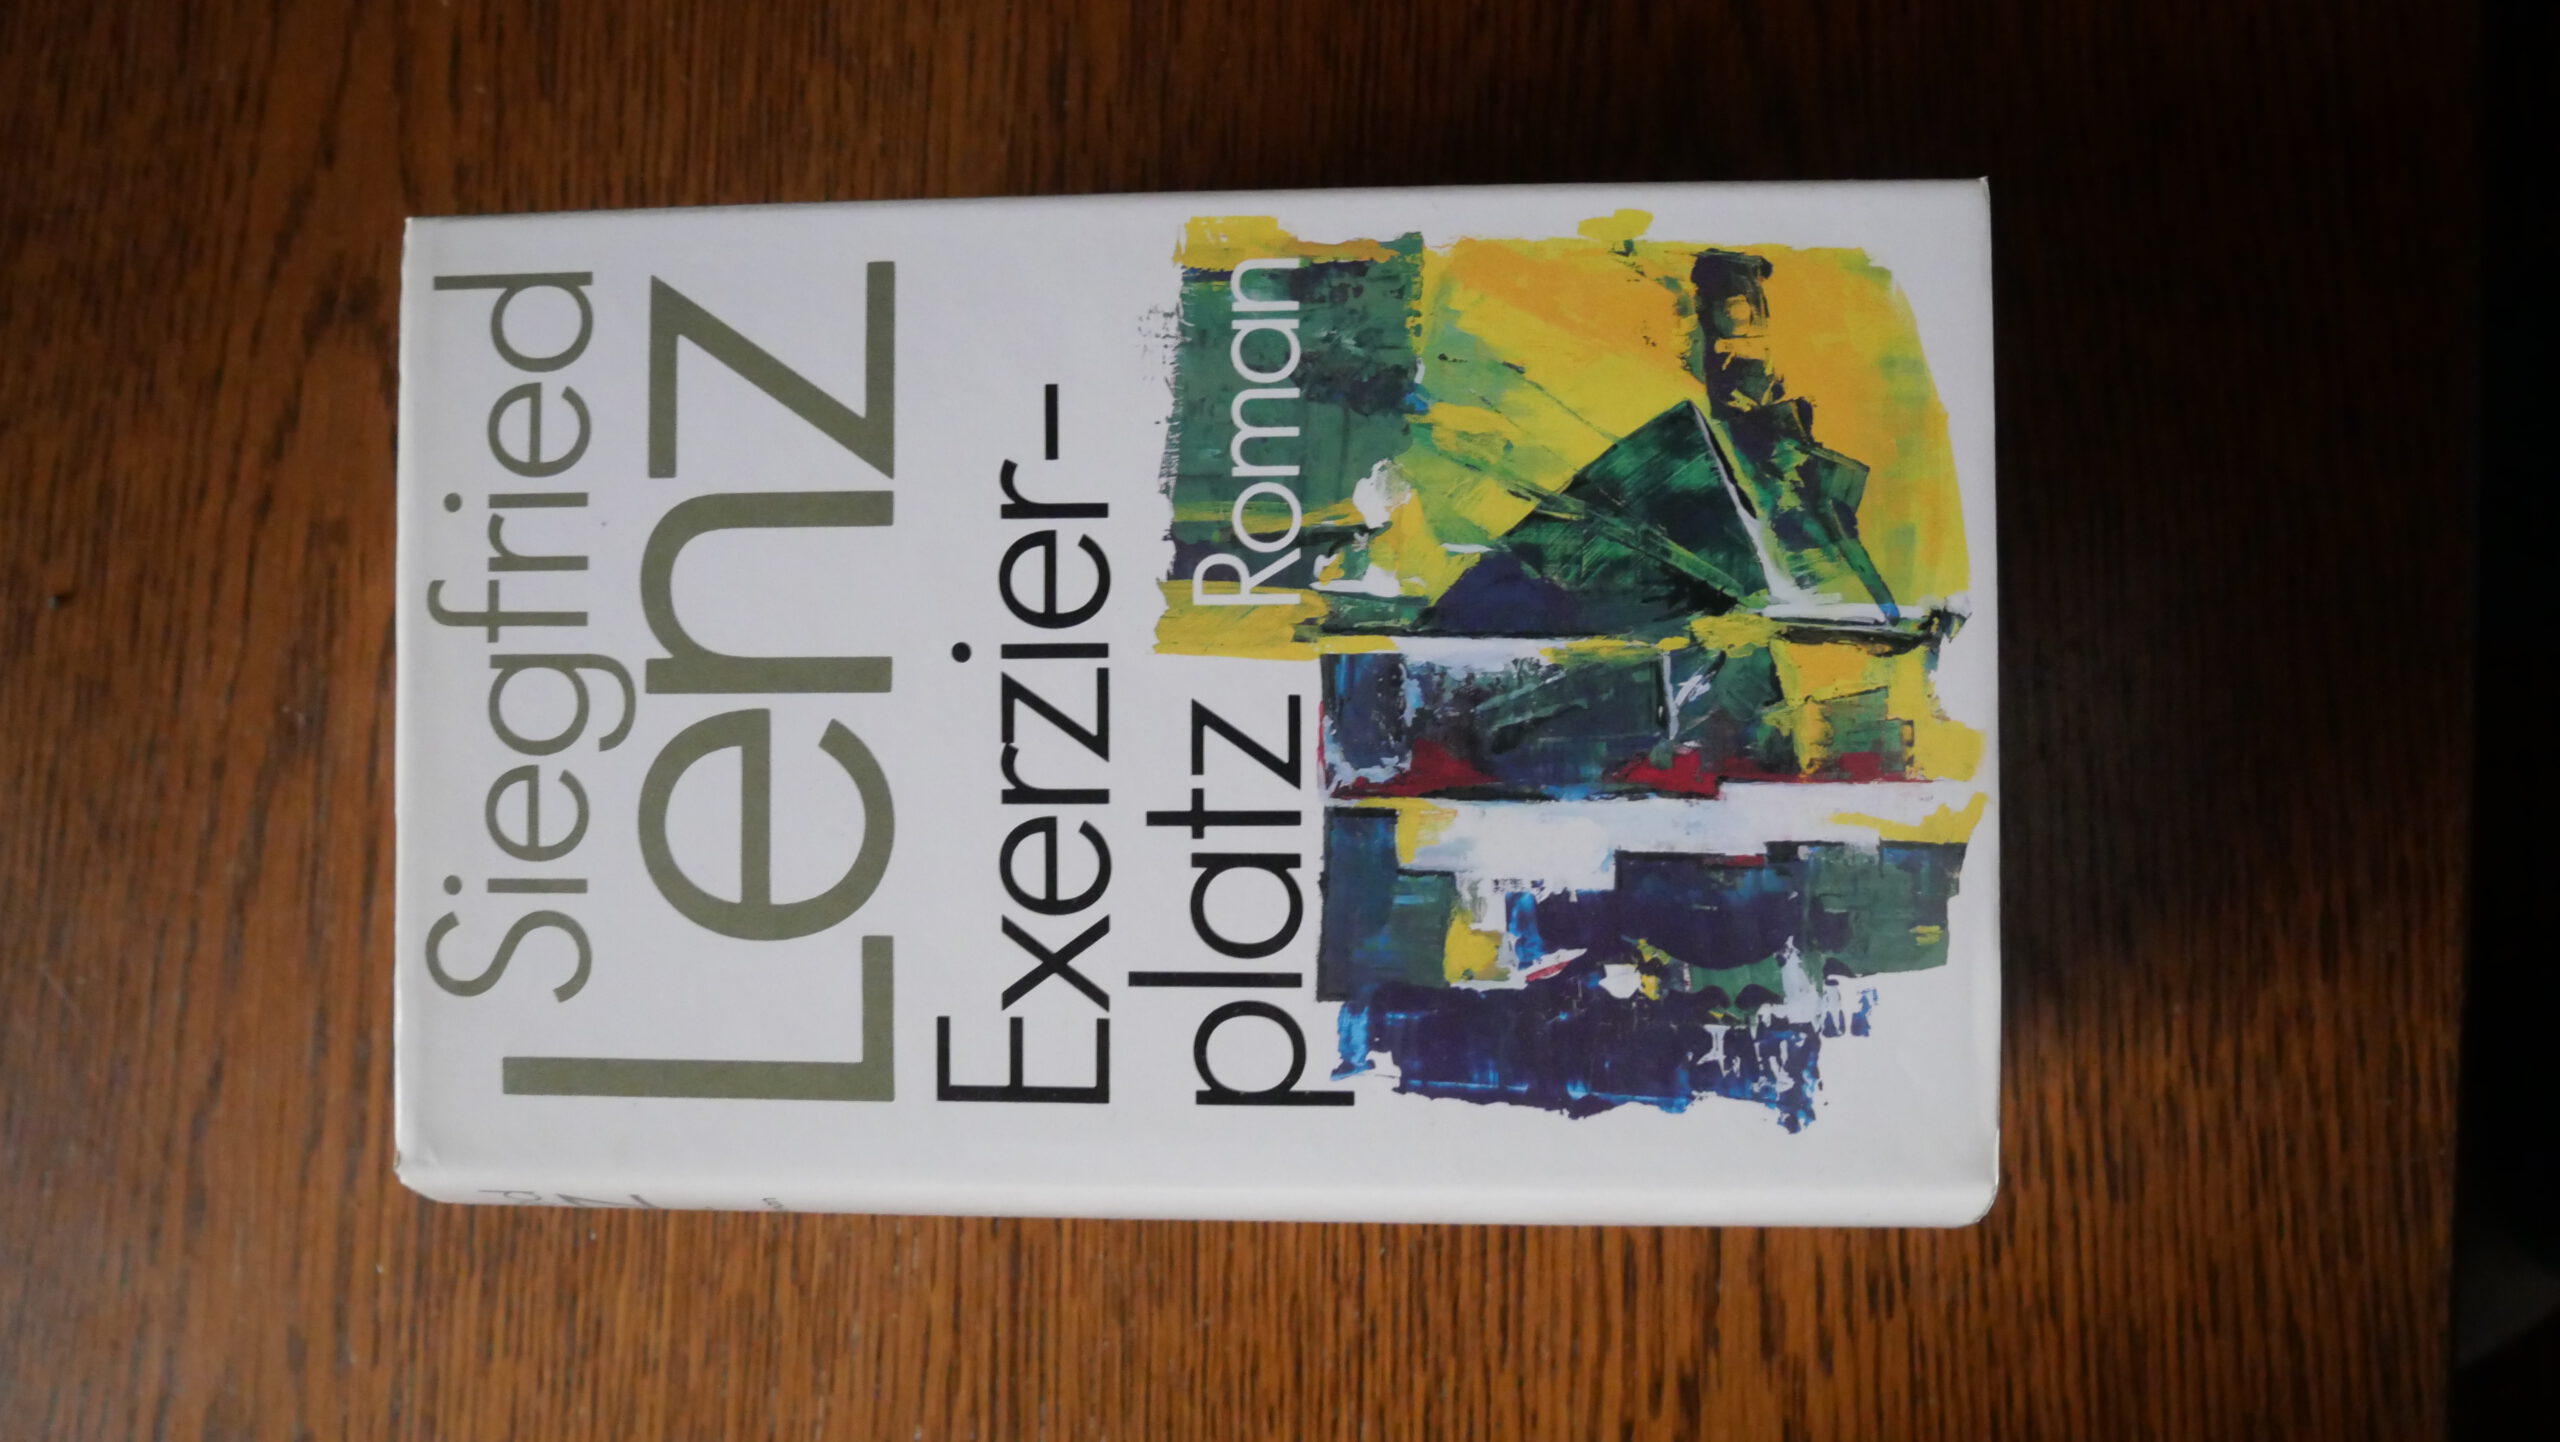 Siegfried
Lenz
Exerzier-
platz Roman